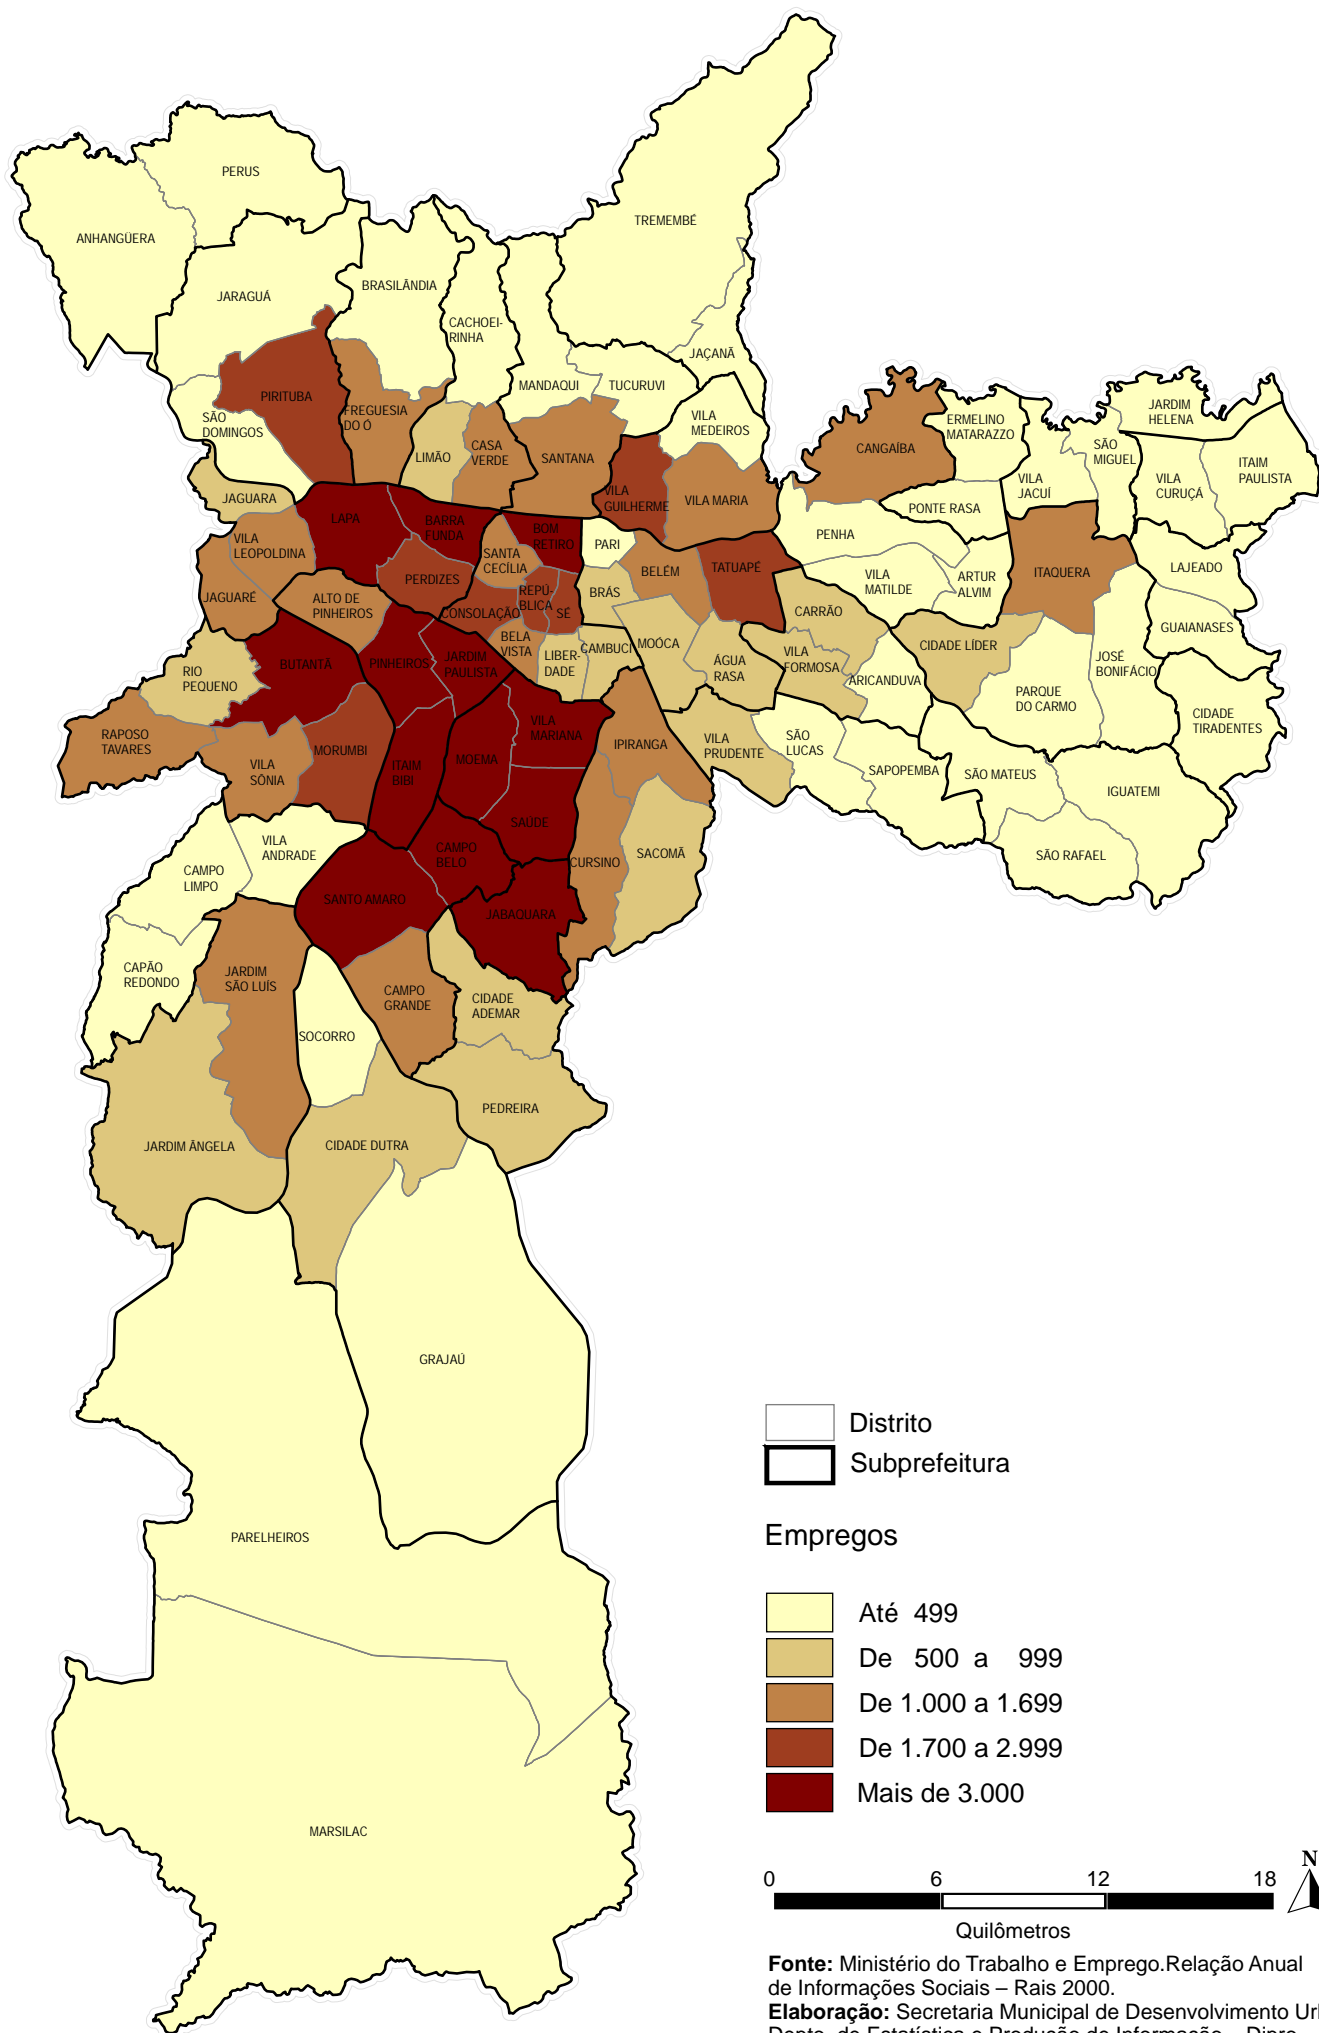 PERUS
ANHANGÜERA
TREMEMBÉ
JARAGUÁ
BRASILÂNDIA
CACHOEI-
RINHA
JAÇANÃ
MANDAQUI
TUCURUVI
PIRITUBA
SÃO
DOMINGOS
FREGUESIA
DO Ó
VILA
MEDEIROS
JARDIM
HELENA
ERMELINO
MATARAZZO
CANGAÍBA
SÃO
MIGUEL
LIMÃO
CASA
VERDE
SANTANA
ITAIM
PAULISTA
VILA
JACUÍ
VILA
CURUÇÁ
JAGUARA
VILA
GUILHERME
VILA MARIA
PONTE RASA
LAPA
BARRA
FUNDA
BOM
RETIRO
PARI
PENHA
VILA
LEOPOLDINA
SANTA
CECÍLIA
PERDIZES
BELÉM
TATUAPÉ
VILA
MATILDE
ARTUR
ALVIM
ITAQUERA
LAJEADO
JAGUARÉ
ALTO DE
PINHEIROS
CONSOLAÇÃO
REPÚ-
BLICA
SÉ
BRÁS
CARRÃO
GUAIANASES
BELA
VISTA
LIBER-
DADE
CAMBUCI
MOÓCA
CIDADE LÍDER
BUTANTÃ
PINHEIROS
JARDIM
PAULISTA
ÁGUA
RASA
VILA
FORMOSA
ARICANDUVA
JOSÉ
BONIFÁCIO
RIO
PEQUENO
PARQUE
DO CARMO
CIDADE
TIRADENTES
RAPOSO
TAVARES
VILA
SÔNIA
MORUMBI
ITAIM
BIBI
MOEMA
VILA
MARIANA
IPIRANGA
VILA
PRUDENTE
SÃO
LUCAS
SAPOPEMBA
SÃO MATEUS
IGUATEMI
SAÚDE
VILA
ANDRADE
CAMPO
BELO
CURSINO
SACOMÃ
SÃO RAFAEL
CAMPO
LIMPO
SANTO AMARO
JABAQUARA
CAPÃO
REDONDO
JARDIM
SÃO LUÍS
CAMPO
GRANDE
CIDADE
ADEMAR
SOCORRO
PEDREIRA
JARDIM ÂNGELA
CIDADE DUTRA
GRAJAÚ
PARELHEIROS
MARSILAC
Distrito
Subprefeitura
Empregos
Até 499
De 500 a 999
De 1.000 a 1.699
De 1.700 a 2.999
Mais de 3.000
0 6 12 18
N
Quilômetros
Fonte: Ministério do Trabalho e Emprego.Relação Anual
de Informações Sociais – Rais 2000.
Elaboração: Secretaria Municipal de Desenvolvimento Url
Depto. de Estatística e Produção de Informação – Dipro